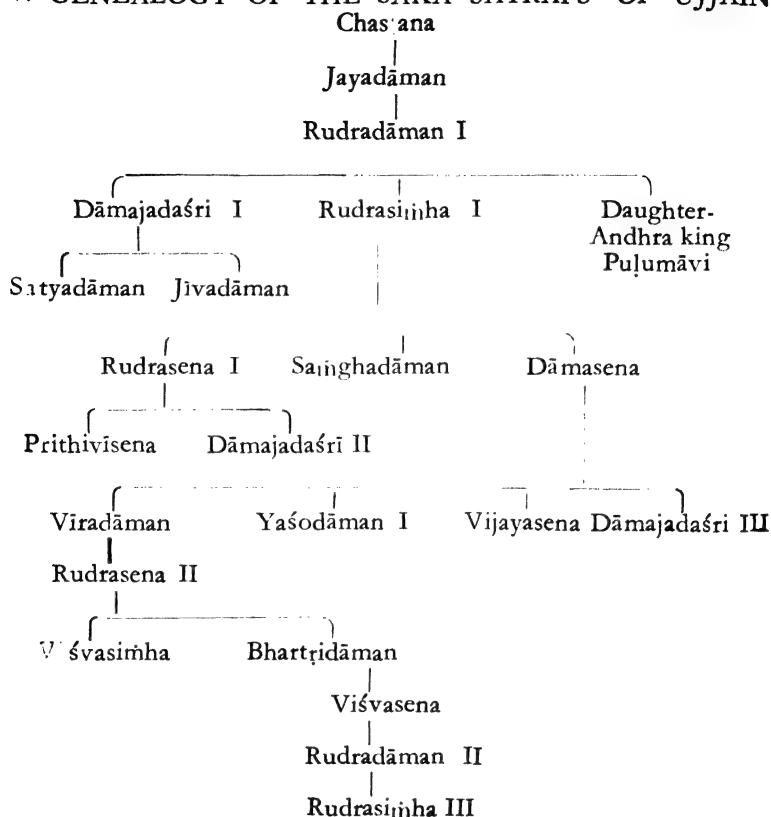 GENEALOGY OF THE SAKA SATRAPS OF UJJAIN
Chasṭana
Jayadāman
Rudradāman I
Dāmajadaśri I Rudrasiṁha I Daughter-
Andhra king
Puḷumāvi
Satyadāman Jīvadāman
Rudrasena I Saṁghadāman Dāmasena
Prithivīsena Dāmajadaśrī II
Vīradāman Yaśodāman I Vijayasena Dāmajadaśri III
Rudrasena II
Viśvasiṁha Bhartṛidāman
Viśvasena
Rudradāman II
Rudrasiṁha III